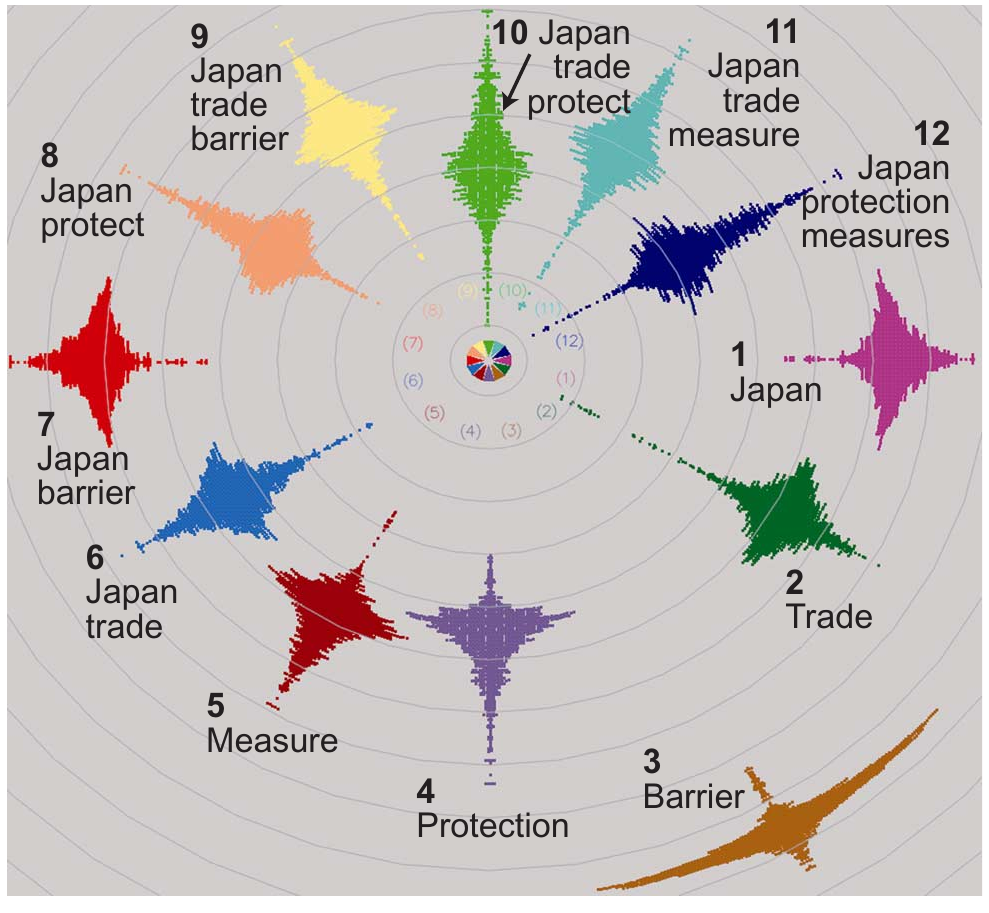 9
Japan
trade
barrier
10 Japan
trade
protect
11
Japan
trade
measure
12
Japan
protection
measures
8
Japan
protect
1
Japan
7
Japan
barrier
6
Japan
trade
5
Measure
4
Protection
3
Barrier
2
Trade
(9)
(10)
(8)
(11)
(7)
(12)
(6)
(1)
(5)
(2)
(4)
(3)